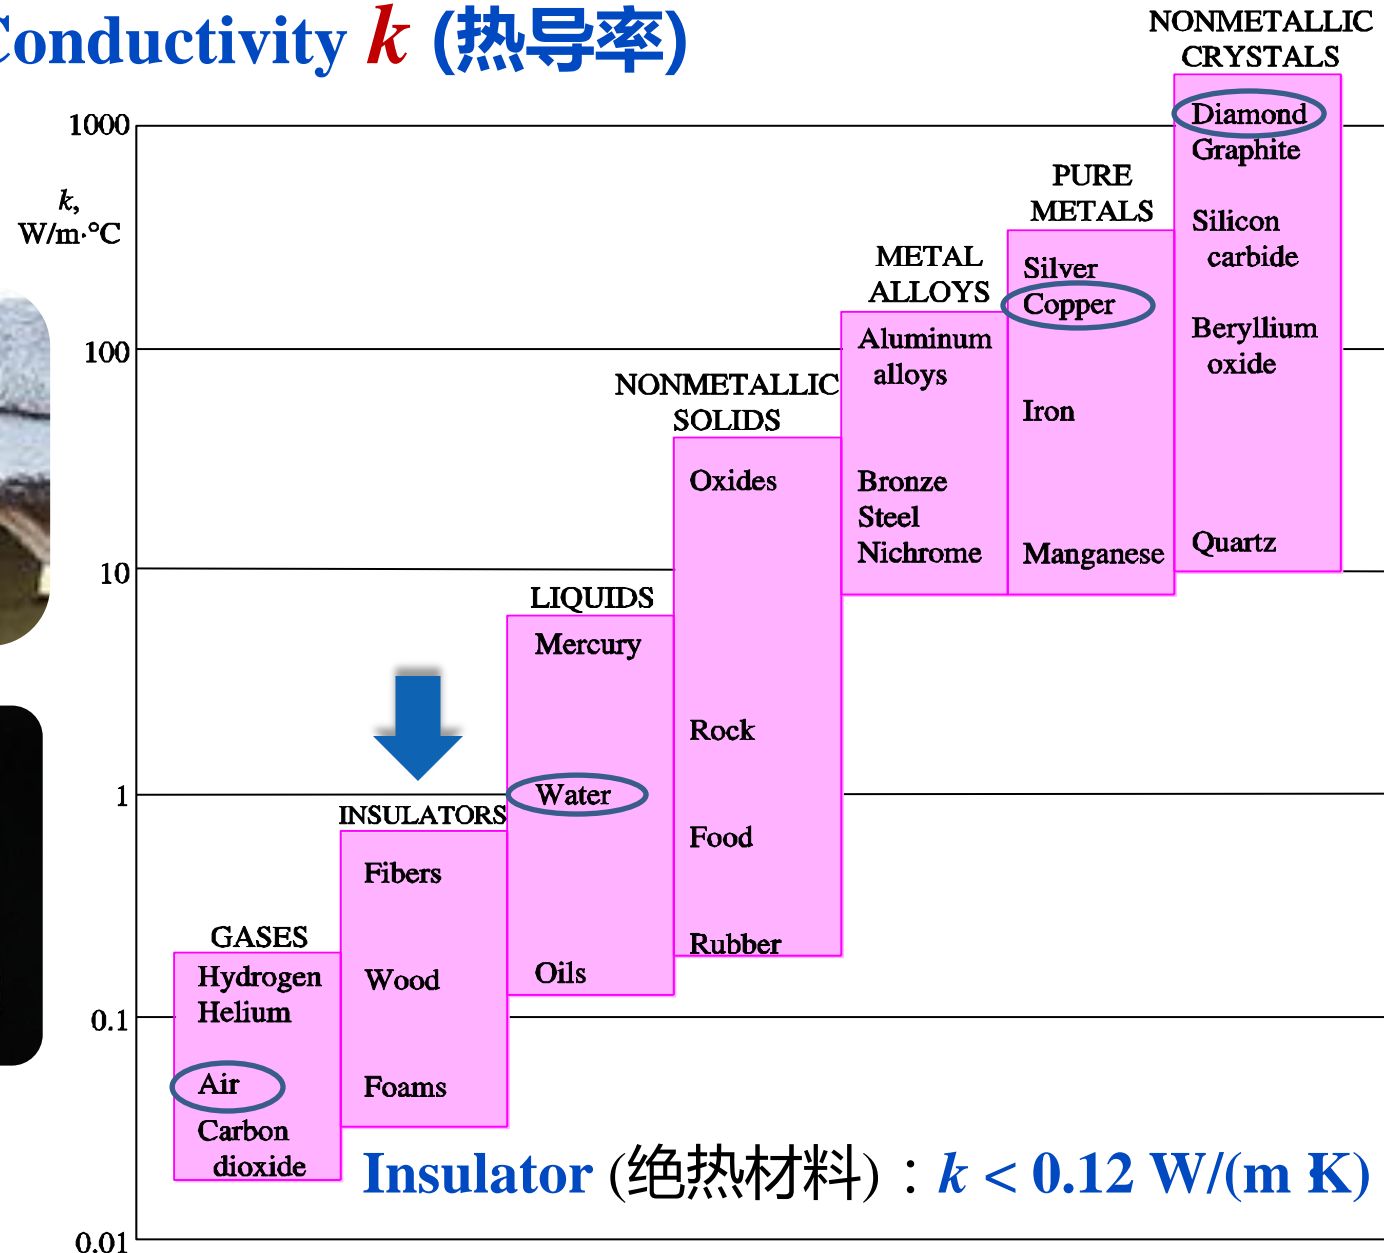 Conductivity k (热导率)
NONMETALLIC
CRYSTALS
1000
k,
W/m·°C
100
10
1
0.1
0.01
GASES
Hydrogen
Helium
Air
Carbon
dioxide
INSULATORS
Fibers
Wood
Foams
LIQUIDS
Mercury
Water
Oils
NONMETALLIC
SOLIDS
Oxides
Rock
Food
Rubber
METAL
ALLOYS
Aluminum
alloys
Bronze
Steel
Nichrome
PURE
METALS
Silver
Copper
Iron
Manganese
Diamond
Graphite
Silicon
carbide
Beryllium
oxide
Quartz
Insulator (绝热材料)：k < 0.12 W/(m·K)